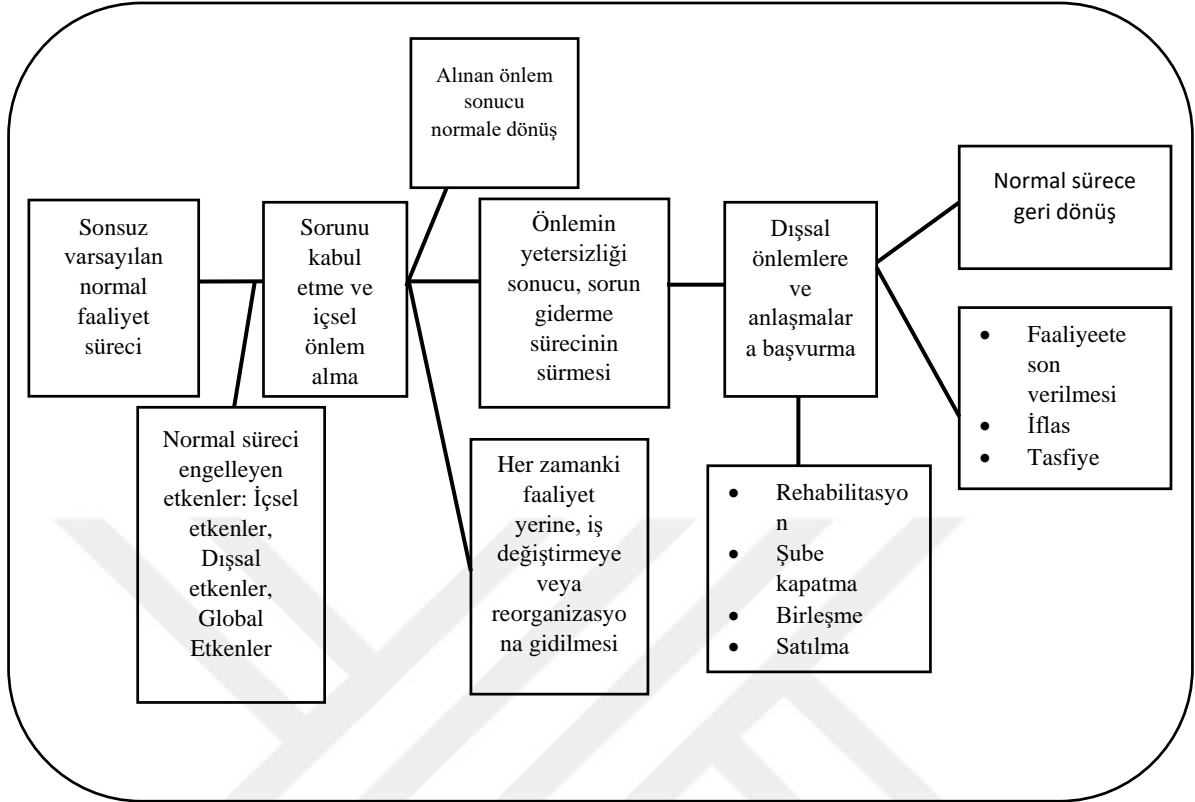 Alınan önlem
sonucu
normale dönüş
Sonsuz
varsayılan
normal
faaliyet
süreci
Sorunu
kabul
etme ve
içsel
önlem
alma
Önlemin
yetersizliği
sonucu, sorun
giderme
sürecinin
sürmesi
Dışsal
önlemlere
ve
anlaşmalar
a başvurma
Normal sürece
geri dönüş
• Faaliyeete
son
verilmesi
• İflas
• Tasfiye
Normal süreci
engelleyen
etkenler: İçsel
etkenler,
Dışsal
etkenler,
Global
Etkenler
Her zamanki
faaliyet
yerine, iş
değiştirmeye
veya
reorganizasyo
na gidilmesi
• Rehabilitasyo
n
• Şube
kapatma
• Birleşme
• Satılma